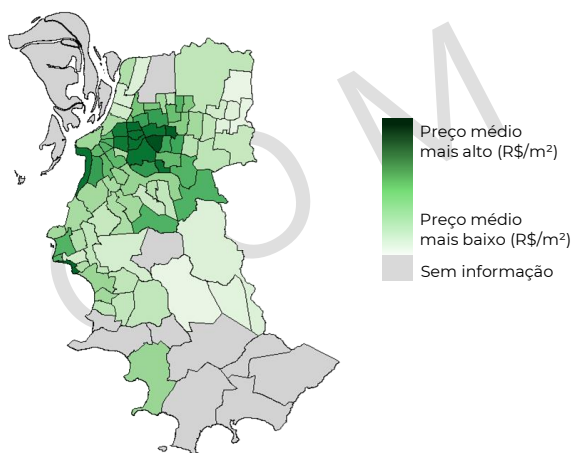 Preço médio
mais alto (R$/m²)
Preço médio
mais baixo (R$/m²)
Sem informação
O M